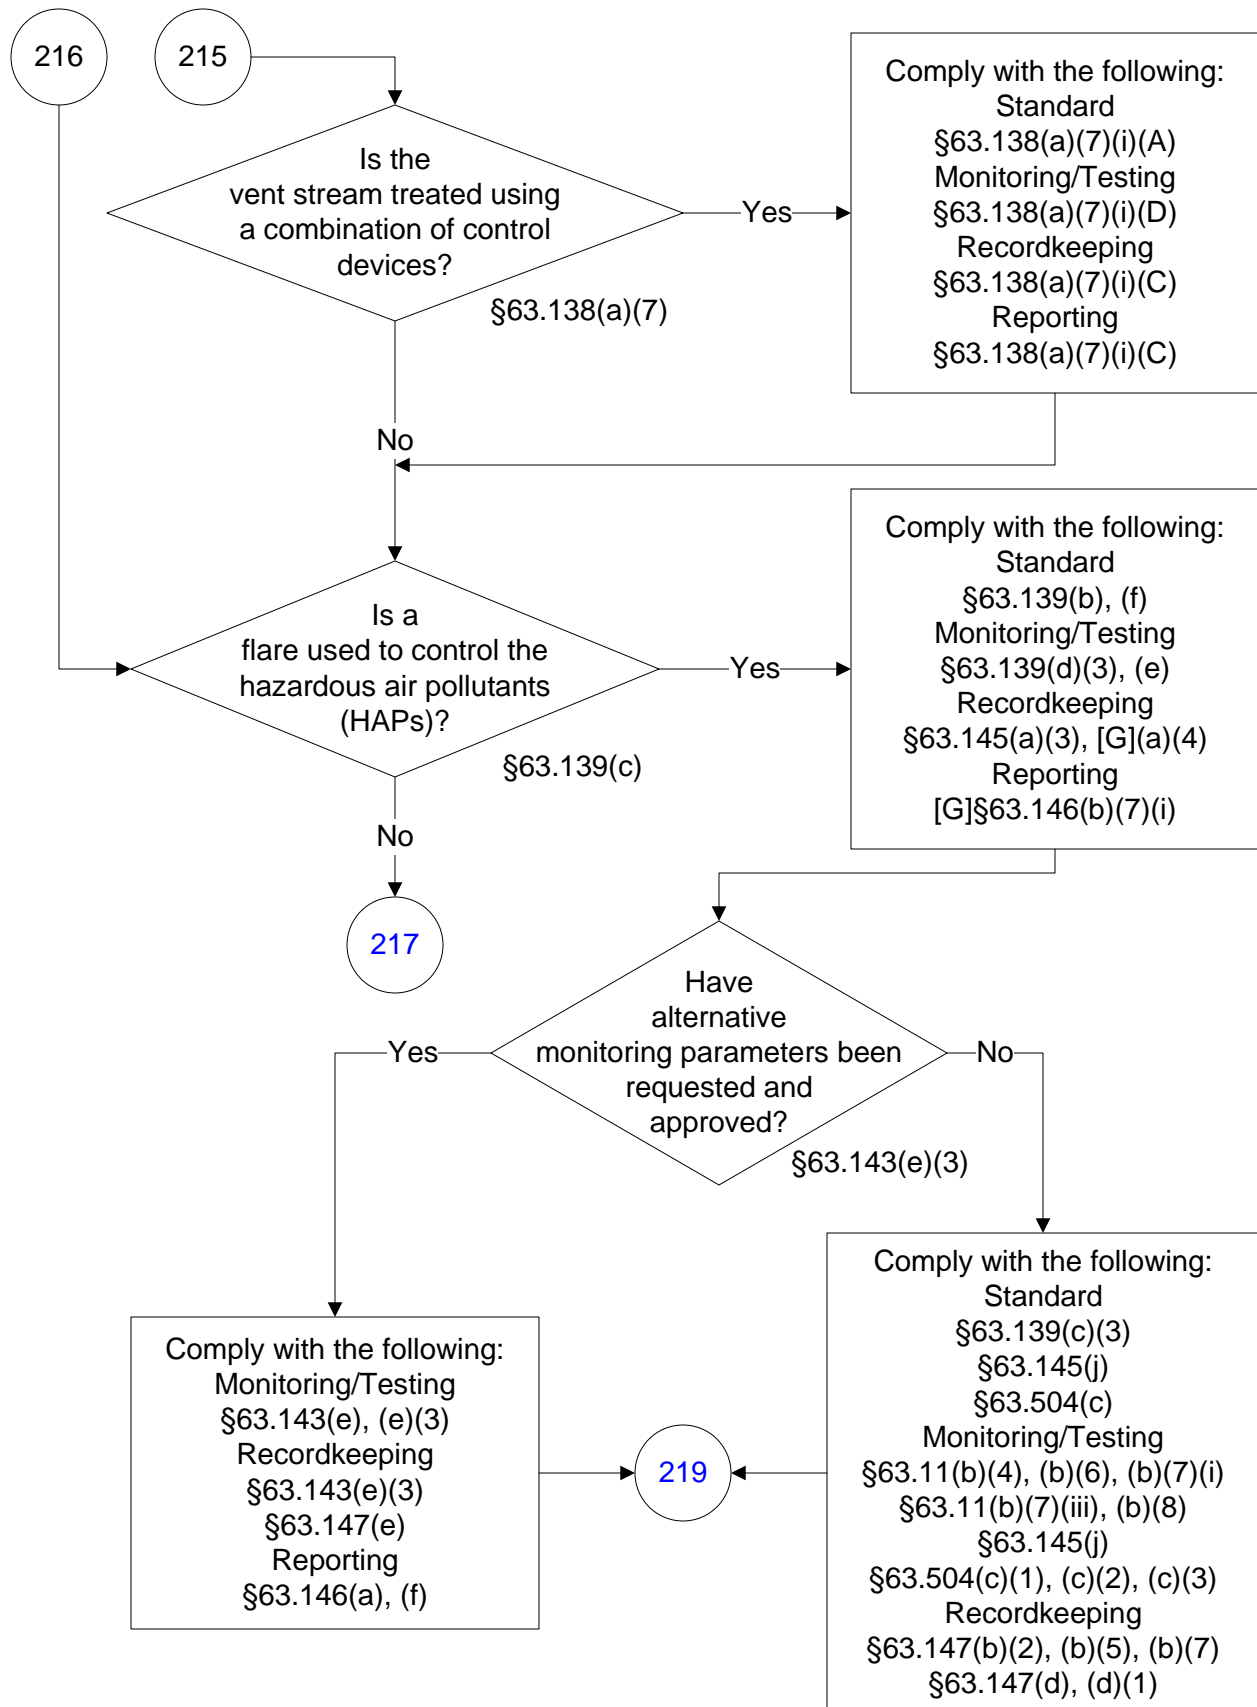 216
215
Is the
vent stream treated using
a combination of control
devices?
§63.138(a)(7)
Yes
Comply with the following:
Standard
§63.138(a)(7)(i)(A)
Monitoring/Testing
§63.138(a)(7)(i)(D)
Recordkeeping
§63.138(a)(7)(i)(C)
Reporting
§63.138(a)(7)(i)(C)
No
Is a
flare used to control the
hazardous air pollutants
(HAPs)?
§63.139(c)
Yes
Comply with the following:
Standard
§63.139(b), (f)
Monitoring/Testing
§63.139(d)(3), (e)
Recordkeeping
§63.145(a)(3), [G](a)(4)
Reporting
[G]§63.146(b)(7)(i)
No
217
Have
alternative
monitoring parameters been
requested and
approved?
§63.143(e)(3)
Yes
No
Comply with the following:
Monitoring/Testing
§63.143(e), (e)(3)
Recordkeeping
§63.143(e)(3)
§63.147(e)
Reporting
§63.146(a), (f)
219
Comply with the following:
Standard
§63.139(c)(3)
§63.145(j)
§63.504(c)
Monitoring/Testing
§63.11(b)(4), (b)(6), (b)(7)(i)
§63.11(b)(7)(iii), (b)(8)
§63.145(j)
§63.504(c)(1), (c)(2), (c)(3)
Recordkeeping
§63.147(b)(2), (b)(5), (b)(7)
§63.147(d), (d)(1)